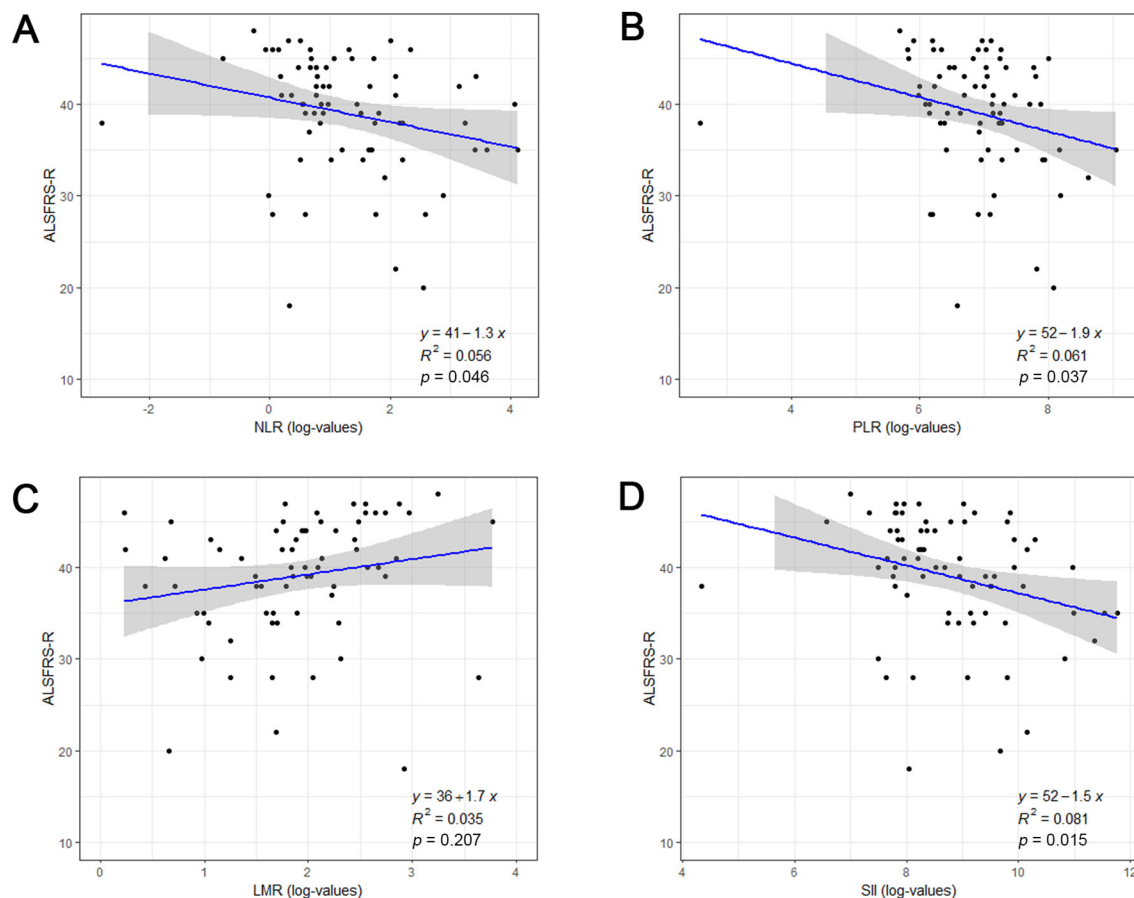 A
ALSFRS-R
40
30
20
10
y = 41 − 1.3 x
R² = 0.056
p = 0.046
-2
0
2
4
NLR (log-values)
B
ALSFRS-R
40
30
20
10
y = 52 − 1.9 x
R² = 0.061
p = 0.037
4
6
8
PLR (log-values)
C
ALSFRS-R
40
30
20
10
y = 36 + 1.7 x
R² = 0.035
p = 0.207
0
1
2
3
4
LMR (log-values)
D
ALSFRS-R
40
30
20
10
y = 52 − 1.5 x
R² = 0.081
p = 0.015
4
6
8
10
12
SII (log-values)